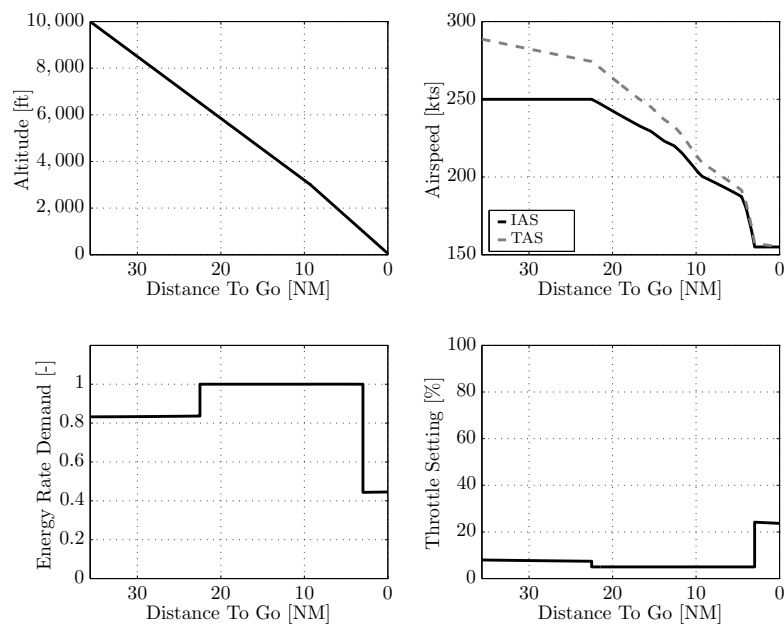 10,000
8,000
6,000
4,000
2,000
0
Altitude [ft]
30 20 10 0
Distance To Go [NM]
300
250
200
150
Airspeed [kts]
IAS
TAS
30 20 10 0
Distance To Go [NM]
1
0.8
0.6
0.4
0.2
0
Energy Rate Demand [-]
30 20 10 0
Distance To Go [NM]
100
80
60
40
20
0
Throttle Setting [%]
30 20 10 0
Distance To Go [NM]